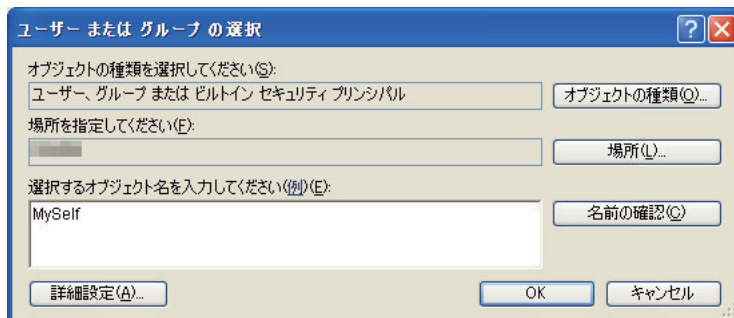 ユーザー または グループ の選択
オブジェクトの種類を選択してください(S):
ユーザー、グループ または ビルトイン セキュリティ プリンシパル
オブジェクトの種類(O)...
場所を指定してください(F):
場所(L)...
選択するオブジェクト名を入力してください(例)(E):
MySelf
名前の確認(C)
詳細設定(A)...
OK
キャンセル